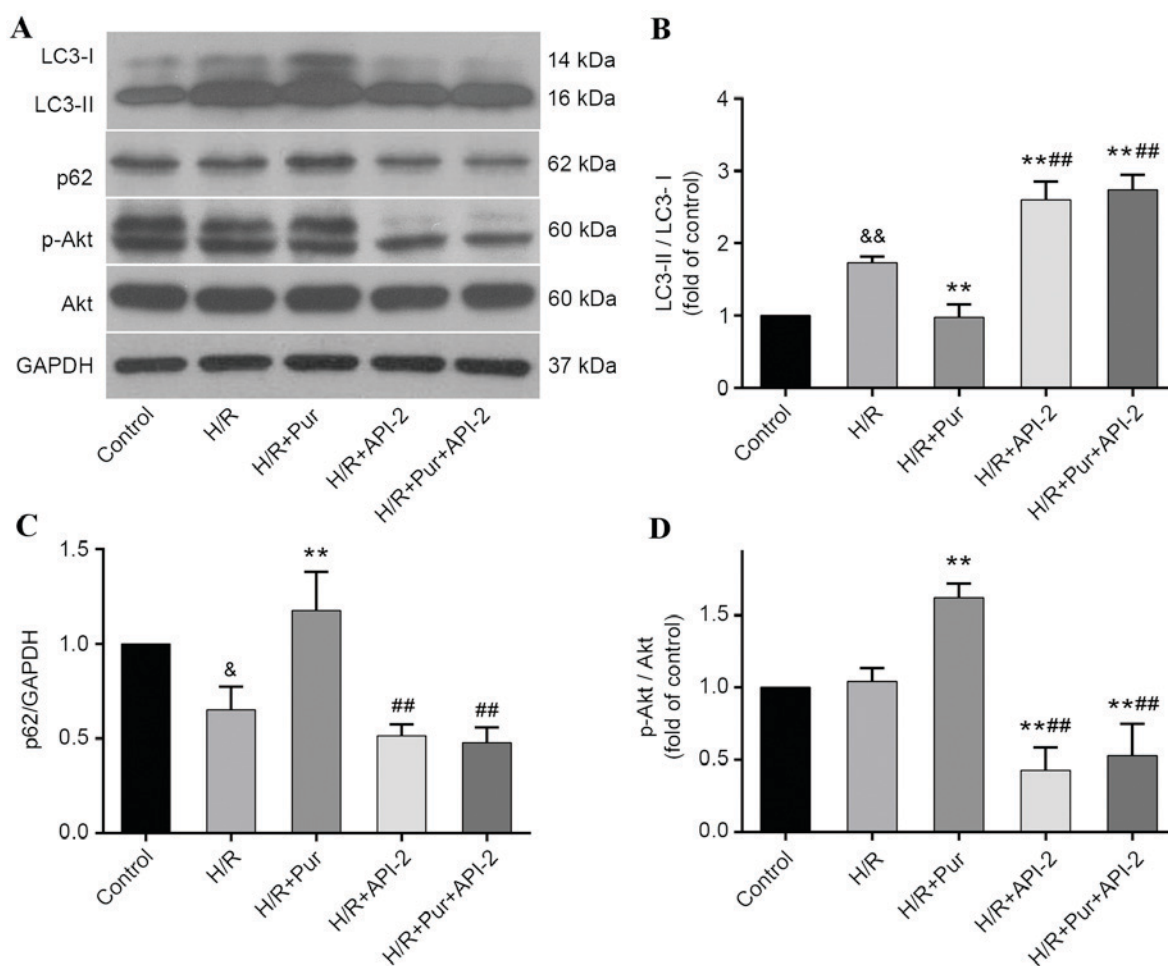 A
LC3-I 14 kDa
LC3-II 16 kDa
p62 62 kDa
p-Akt 60 kDa
Akt 60 kDa
GAPDH 37 kDa
Control
H/R
H/R+Pur
H/R+API-2
H/R+Pur+API-2
B
LC3-II / LC3- I
(fold of control)
4
3
2
1
0
&&
**
**##
**##
Control
H/R
H/R+Pur
H/R+API-2
H/R+Pur+API-2
C
p62/GAPDH
1.5
1.0
0.5
0.0
&
**
##
##
Control
H/R
H/R+Pur
H/R+API-2
H/R+Pur+API-2
D
p-Akt / Akt
(fold of control)
1.5
1.0
0.5
0.0
**
**##
**##
Control
H/R
H/R+Pur
H/R+API-2
H/R+Pur+API-2